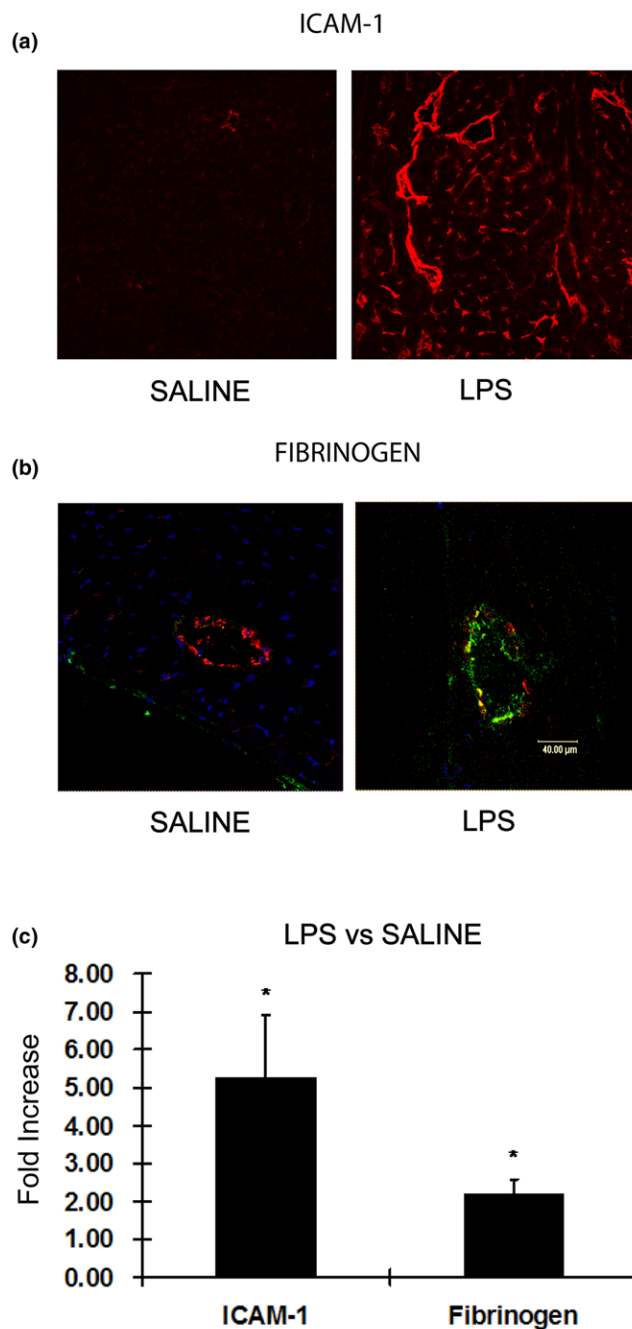 ICAM-1
(a)
SALINE LPS
FIBRINOGEN
(b)
40.00 µm
SALINE LPS
(c)
LPS vs SALINE
8.00
7.00
6.00
5.00
4.00
3.00
2.00
1.00
0.00
Fold Increase
*
*
ICAM-1 Fibrinogen